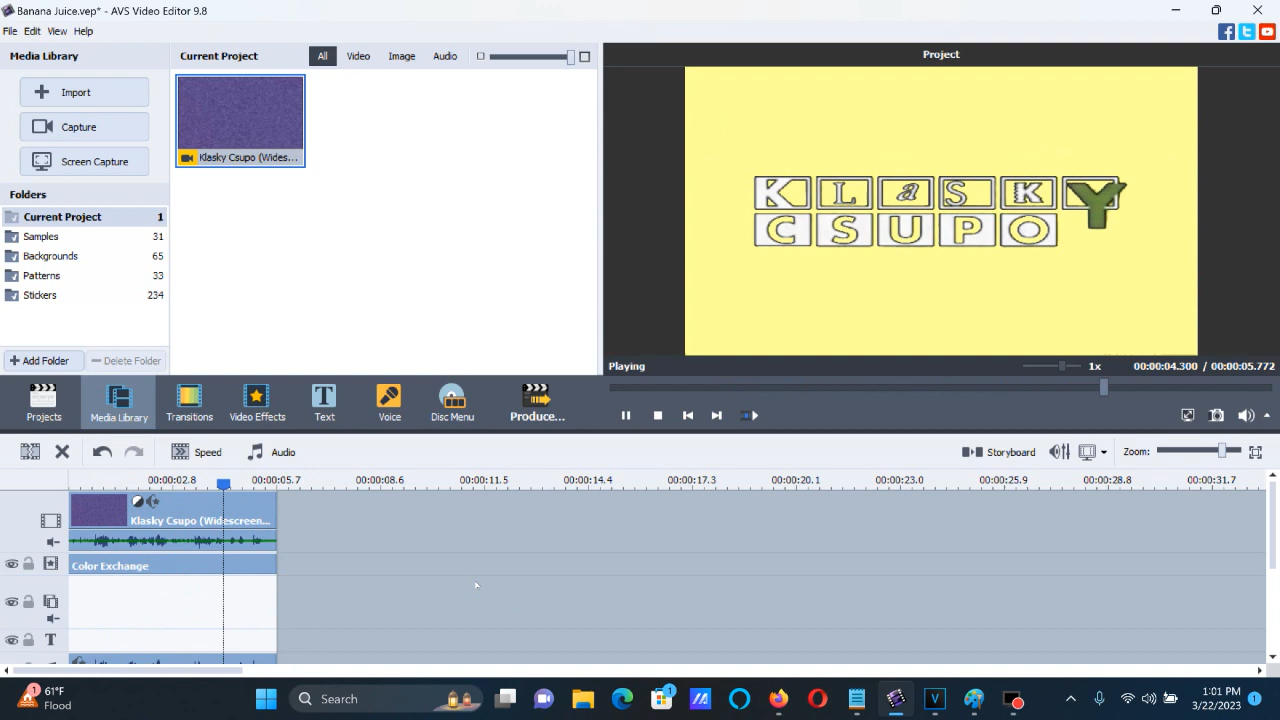 Banana Juice.vep* - AVS Video Editor 9.8
File Edit View Help
Media Library
Import
Capture
Screen Capture
Folders
Current Project 1
Samples 31
Backgrounds 65
Patterns 33
Stickers 234
Add Folder
Delete Folder
Current Project
All Video Image Audio
Klasky Csupo (Wides...
Project
KLaSKY
CSUPO
Playing
1x
00:00:04.300 / 00:00:05.772
Projects
Media Library
Transitions
Video Effects
Text
Voice
Disc Menu
Produce...
Speed
Audio
Storyboard
Zoom:
00:00:02.8 00:00:05.7 00:00:08.6 00:00:11.5 00:00:14.4 00:00:17.3 00:00:20.1 00:00:23.0 00:00:25.9 00:00:28.8 00:00:31.7
Klasky Csupo (Widescreen...
Color Exchange
T
1
61°F
Flood
Search
1
V
1:01 PM
3/22/2023
1